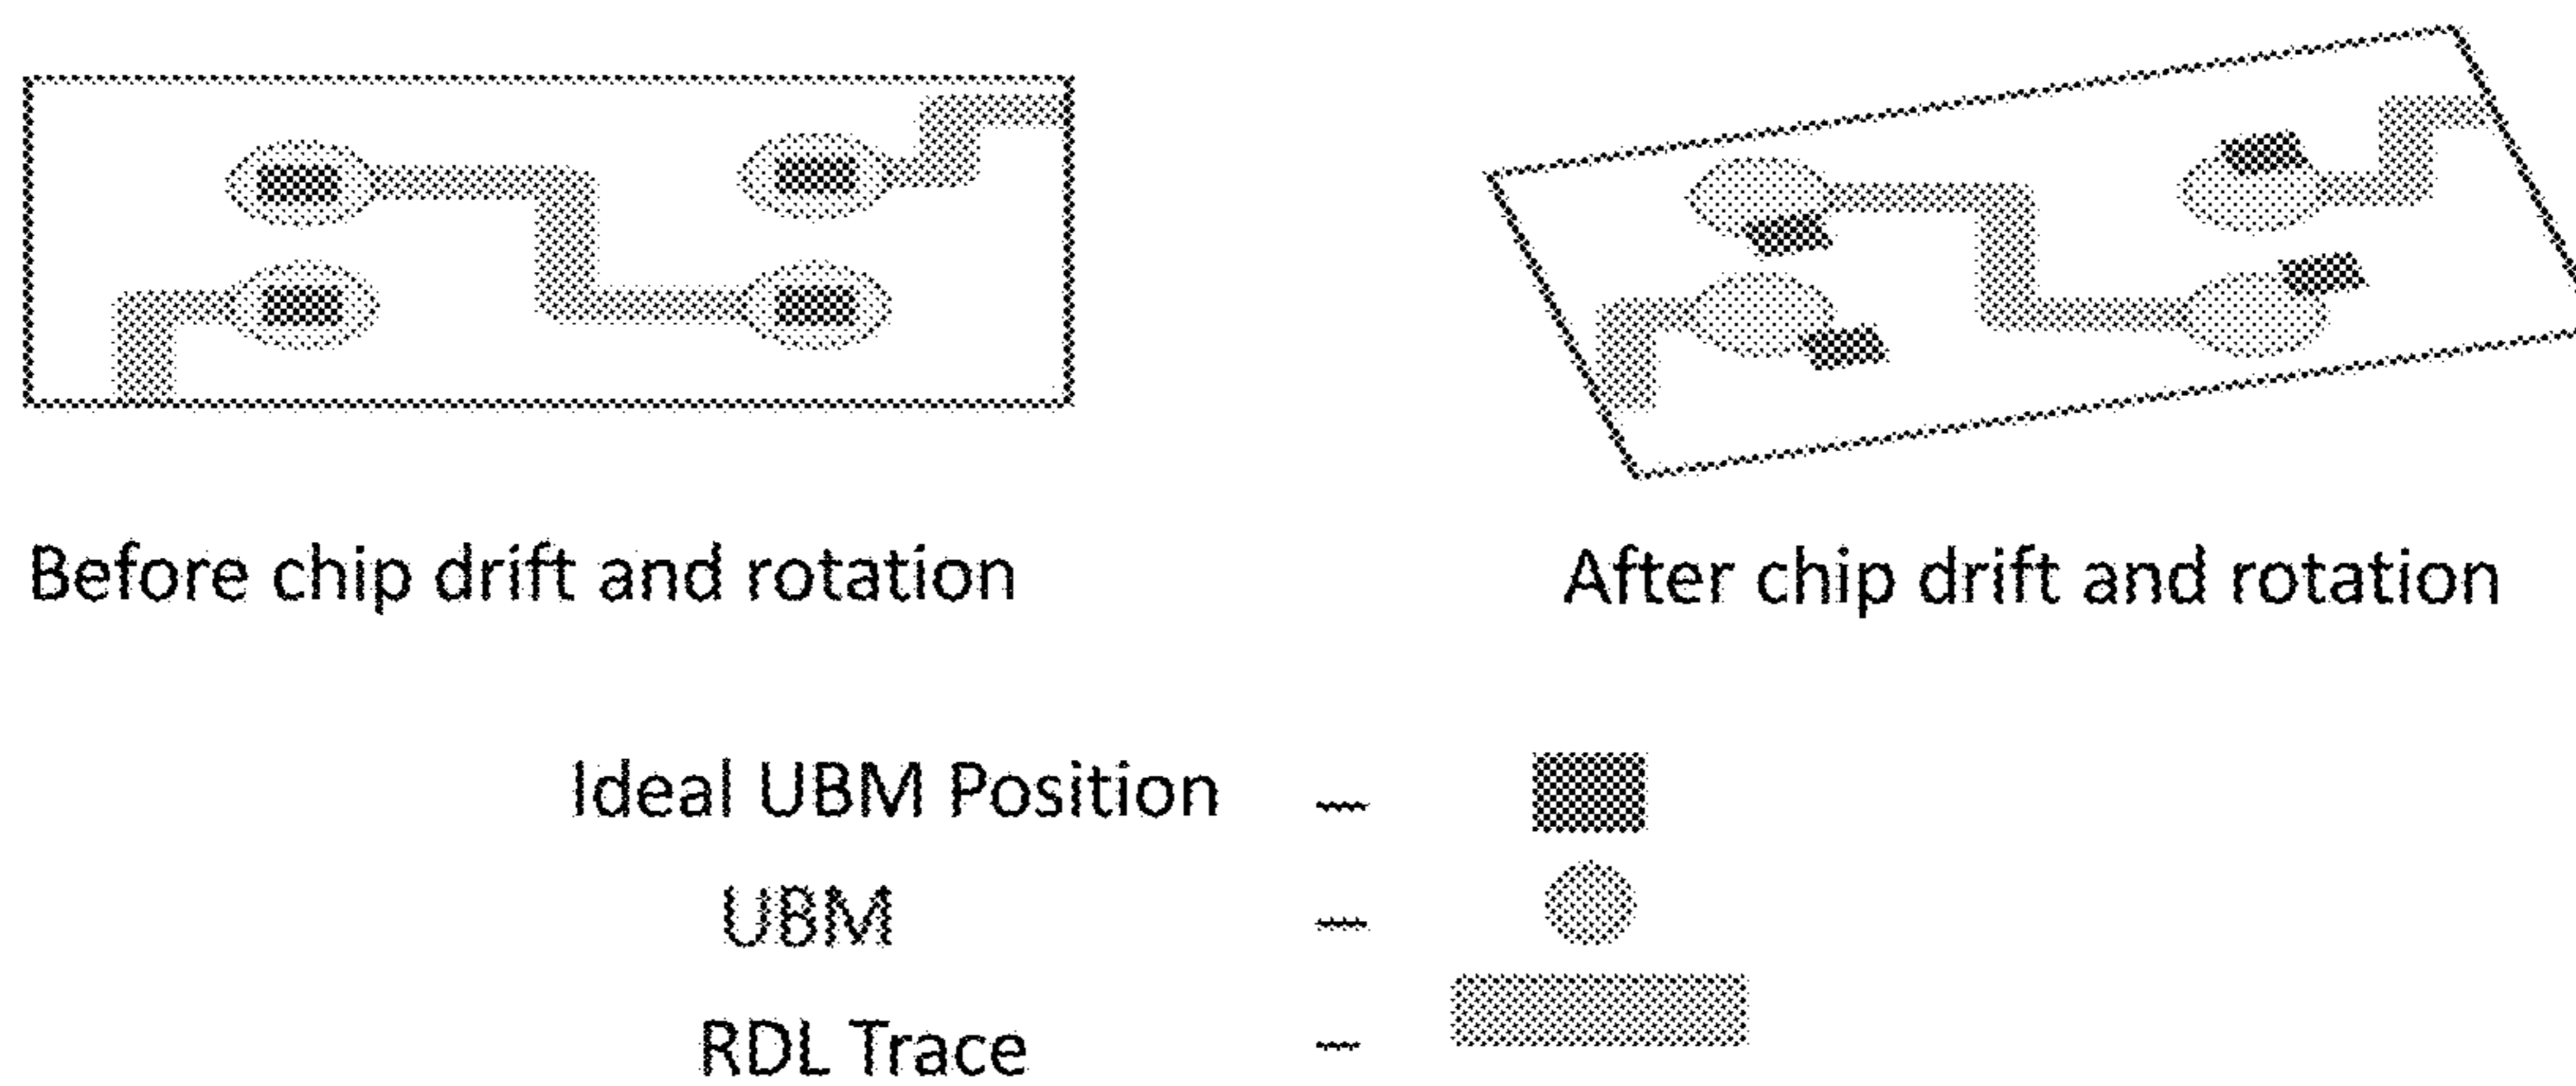 Before chip drift and rotation
After chip drift and rotation
Ideal UBM Position -
UBM -
RDL Trace -